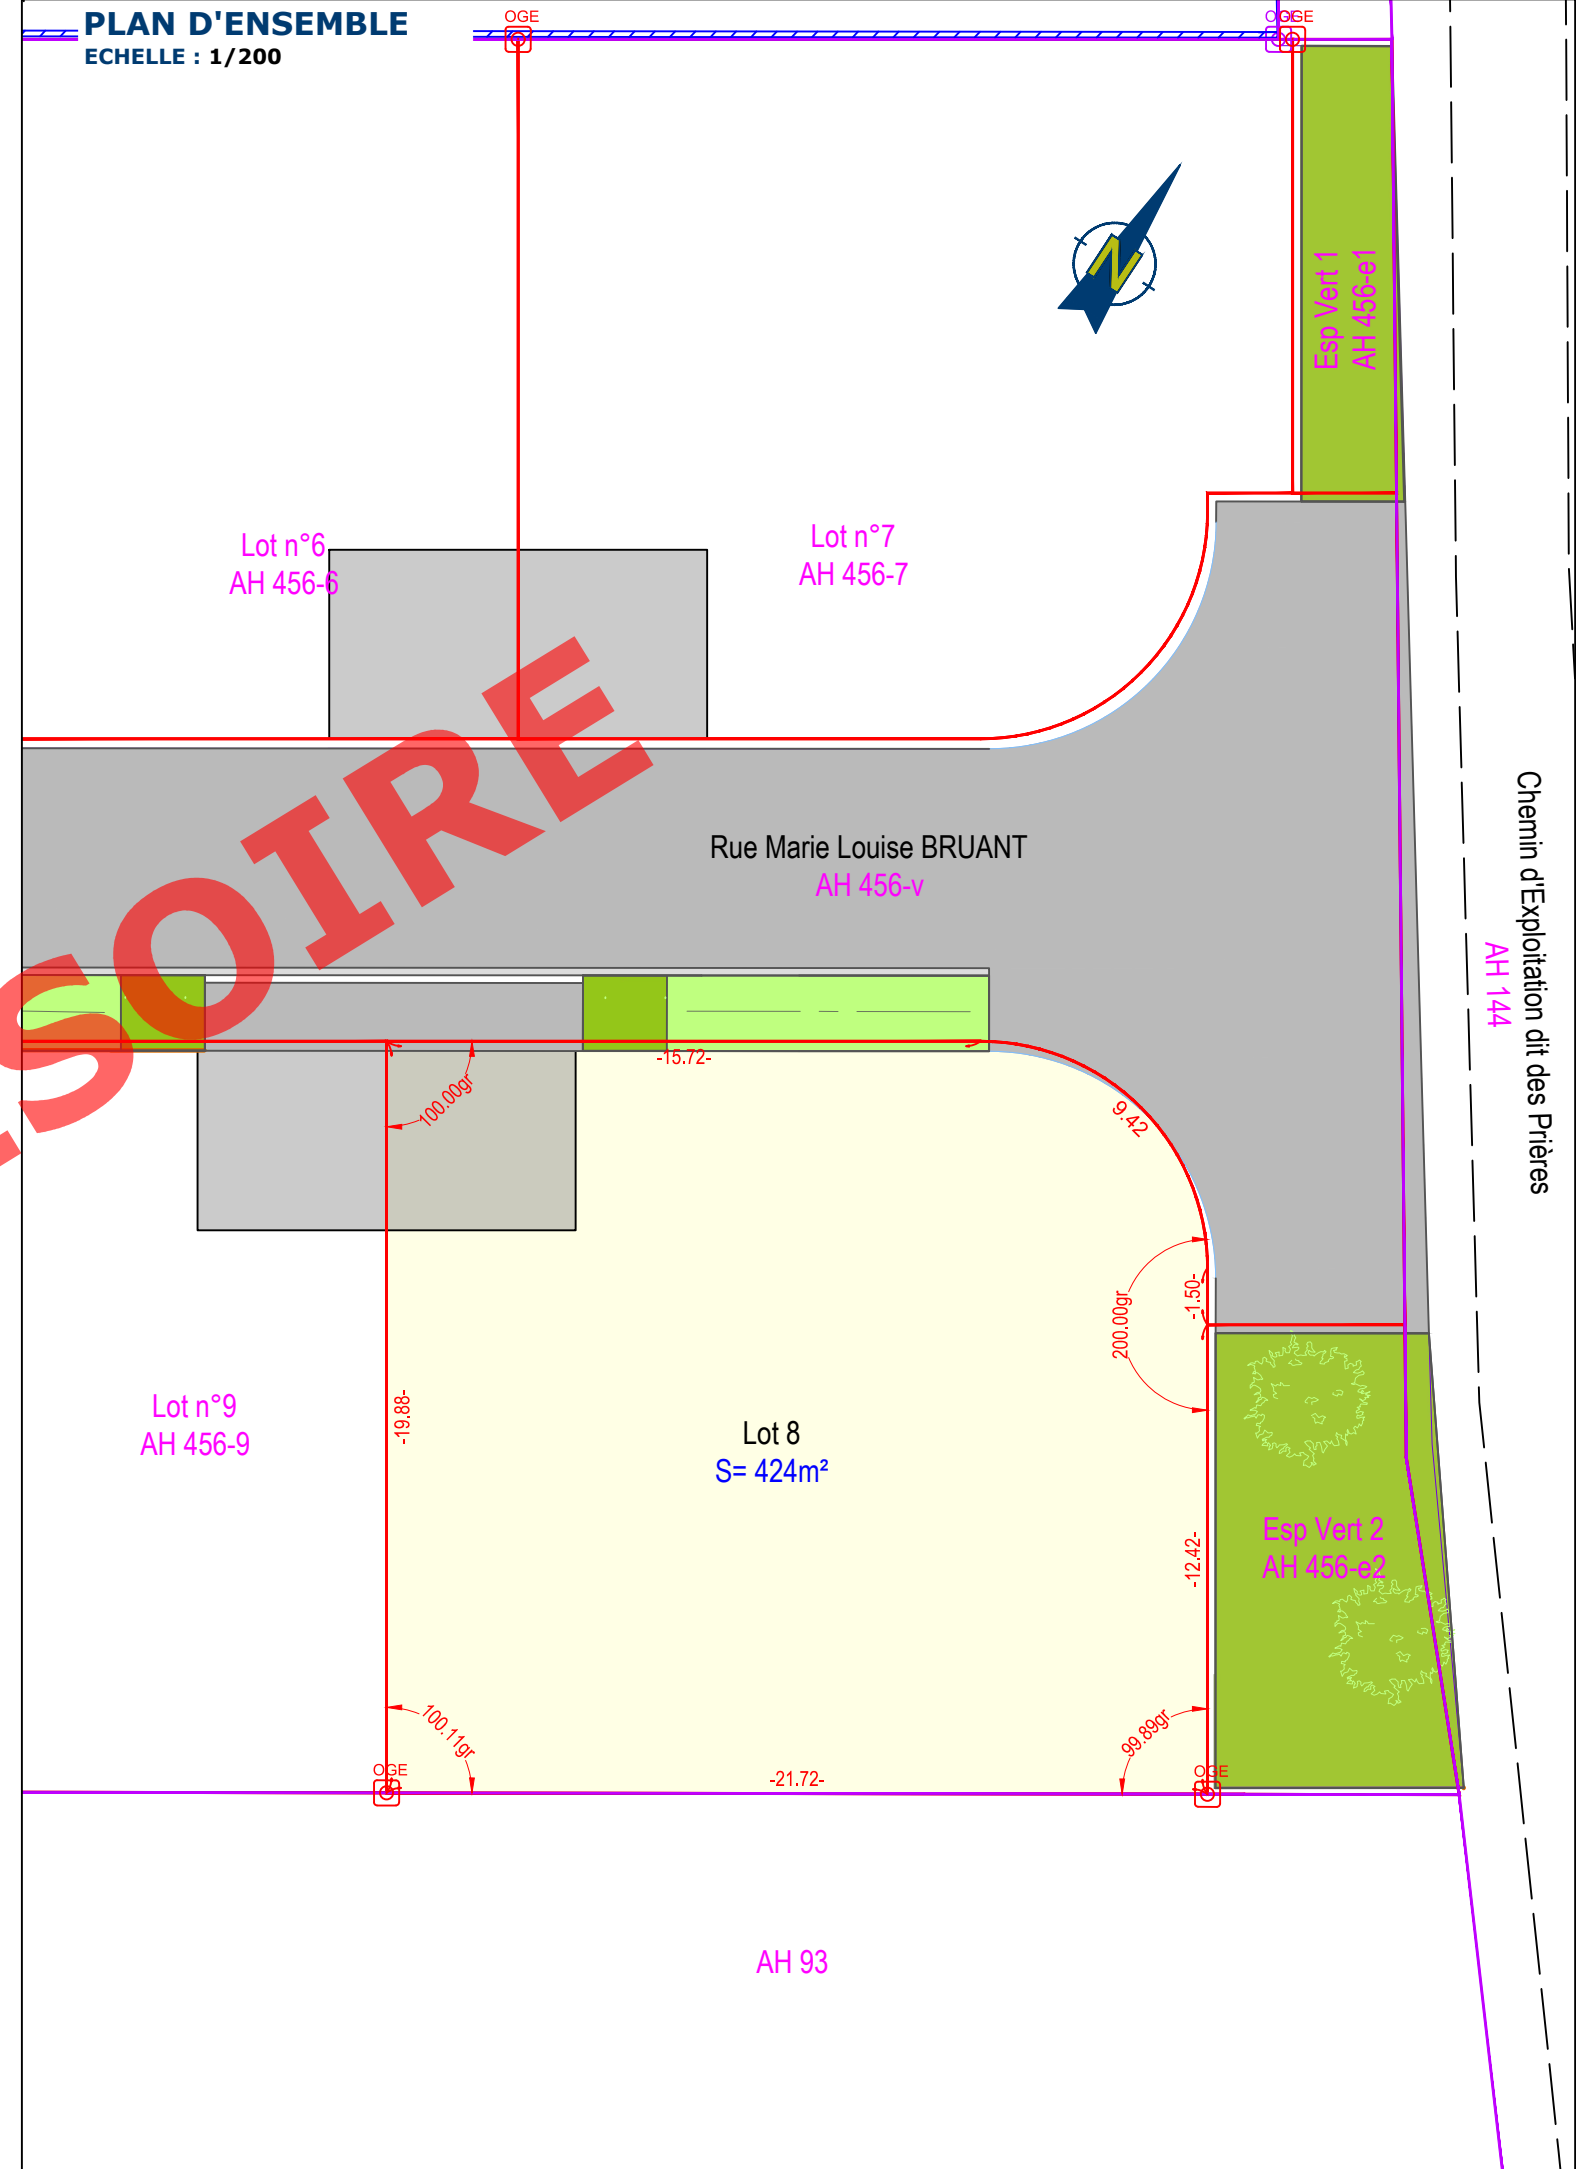 PLAN D'ENSEMBLE
ECHELLE : 1/200
OGE
OGE
OGE
Esp Vert 1
AH 456-e1
N
Lot n°6
AH 456-6
Lot n°7
AH 456-7
Rue Marie Louise BRUANT
AH 456-v
Chemin d'Exploitation dit des Prières
AH 144
SOIRE
-15.72-
100.00gr
9.42
-1.50-
200.00gr
-19.88-
Lot n°9
AH 456-9
Lot 8
S= 424m²
-12.42-
Esp Vert 2
AH 456-e2
100.11gr
99.89gr
OGE
-21.72-
OGE
AH 93